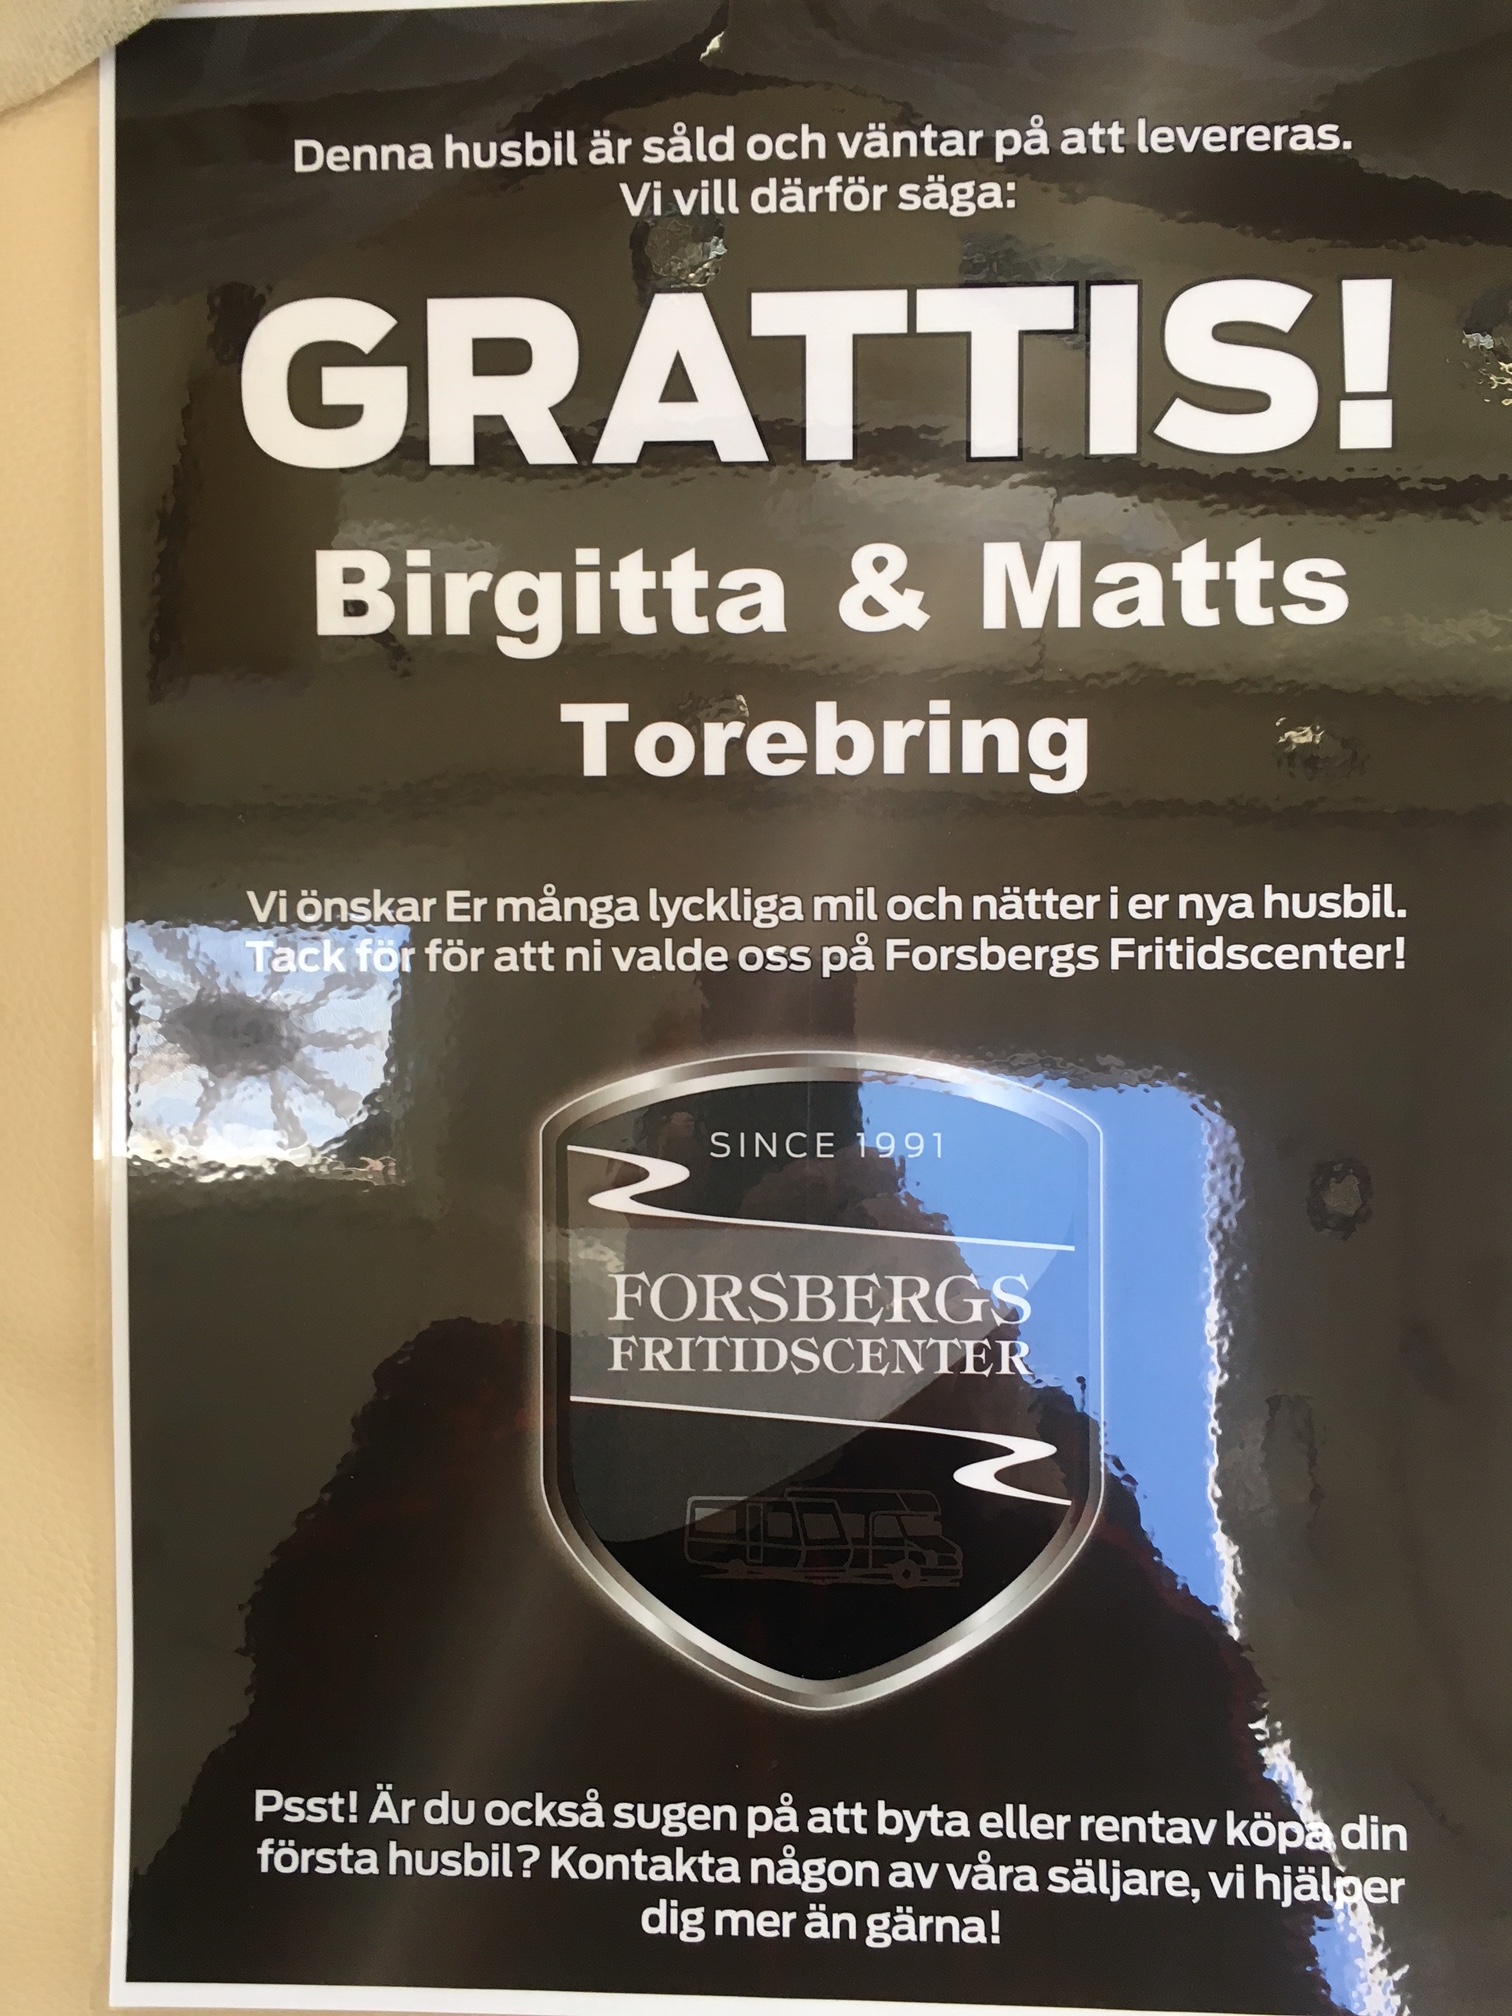 Denna husbil är såld och väntar på att levereras.
Vi vill därför säga:
GRATTIS!
Birgitta & Matts
Torebring
Vi önskar Er många lyckliga mil och nätter i er nya husbil.
Tack för för att ni valde oss på Forsbergs Fritidscenter!
SINCE 1991
FORSBERGS
FRITIDSCENTER
Psst! Är du också sugen på att byta eller rentav köpa din
första husbil? Kontakta någon av våra säljare, vi hjälper
dig mer än gärna!